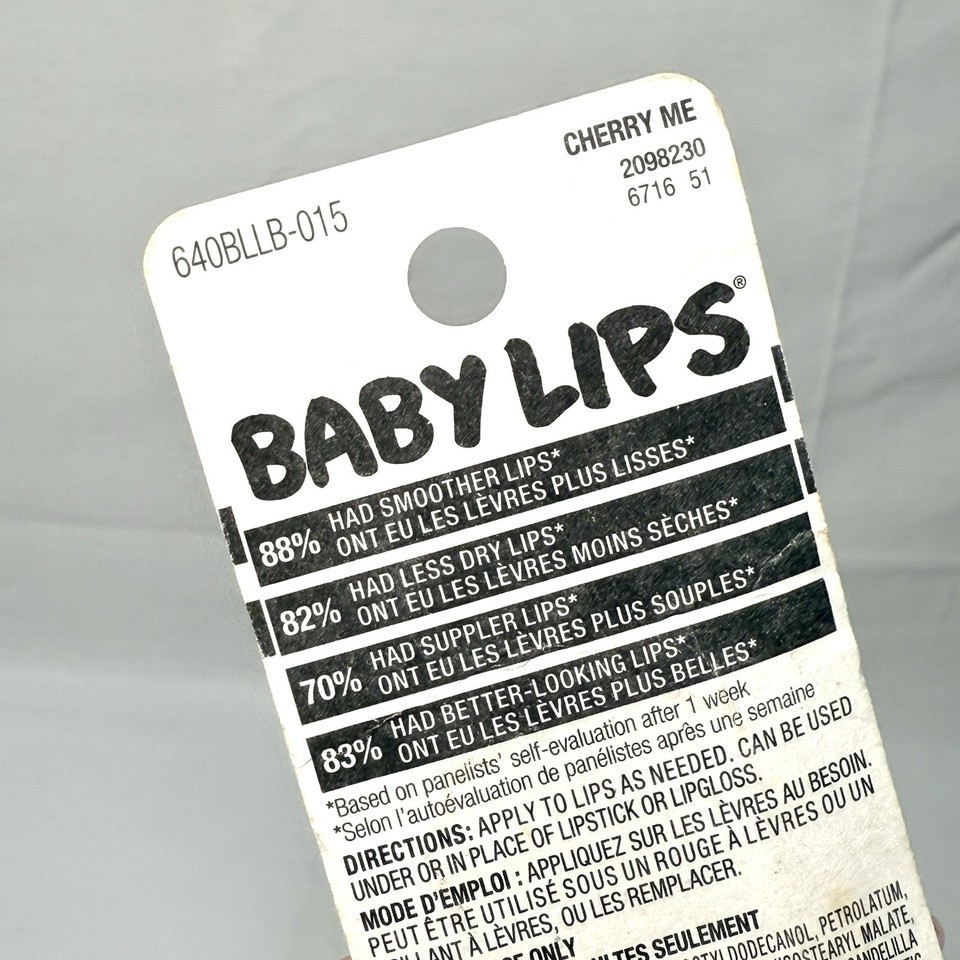 CHERRY ME
2098230
6716 51
640BLLB-015
BABY LIPS®
88% HAD SMOOTHER LIPS*
ONT EU LES LÈVRES PLUS LISSES*
82% HAD LESS DRY LIPS*
ONT EU LES LÈVRES MOINS SÈCHES*
70% HAD SUPPLER LIPS*
ONT EU LES LÈVRES PLUS SOUPLES*
83% HAD BETTER-LOOKING LIPS*
ONT EU LES LÈVRES PLUS BELLES*
*Based on panelists' self-evaluation after 1 week
*Selon l'autoévaluation de panélistes après une semaine
DIRECTIONS: APPLY TO LIPS AS NEEDED. CAN BE USED
UNDER OR IN PLACE OF LIPSTICK OR LIPGLOSS.
MODE D'EMPLOI : APPLIQUEZ SUR LES LÈVRES AU BESOIN.
PEUT ÊTRE UTILISÉ SOUS UN ROUGE À LÈVRES OU UN
À LÈVRES, OU LES REMPLACER.
ONLY
SEULEMENT
PETROLATUM,
MALATE,